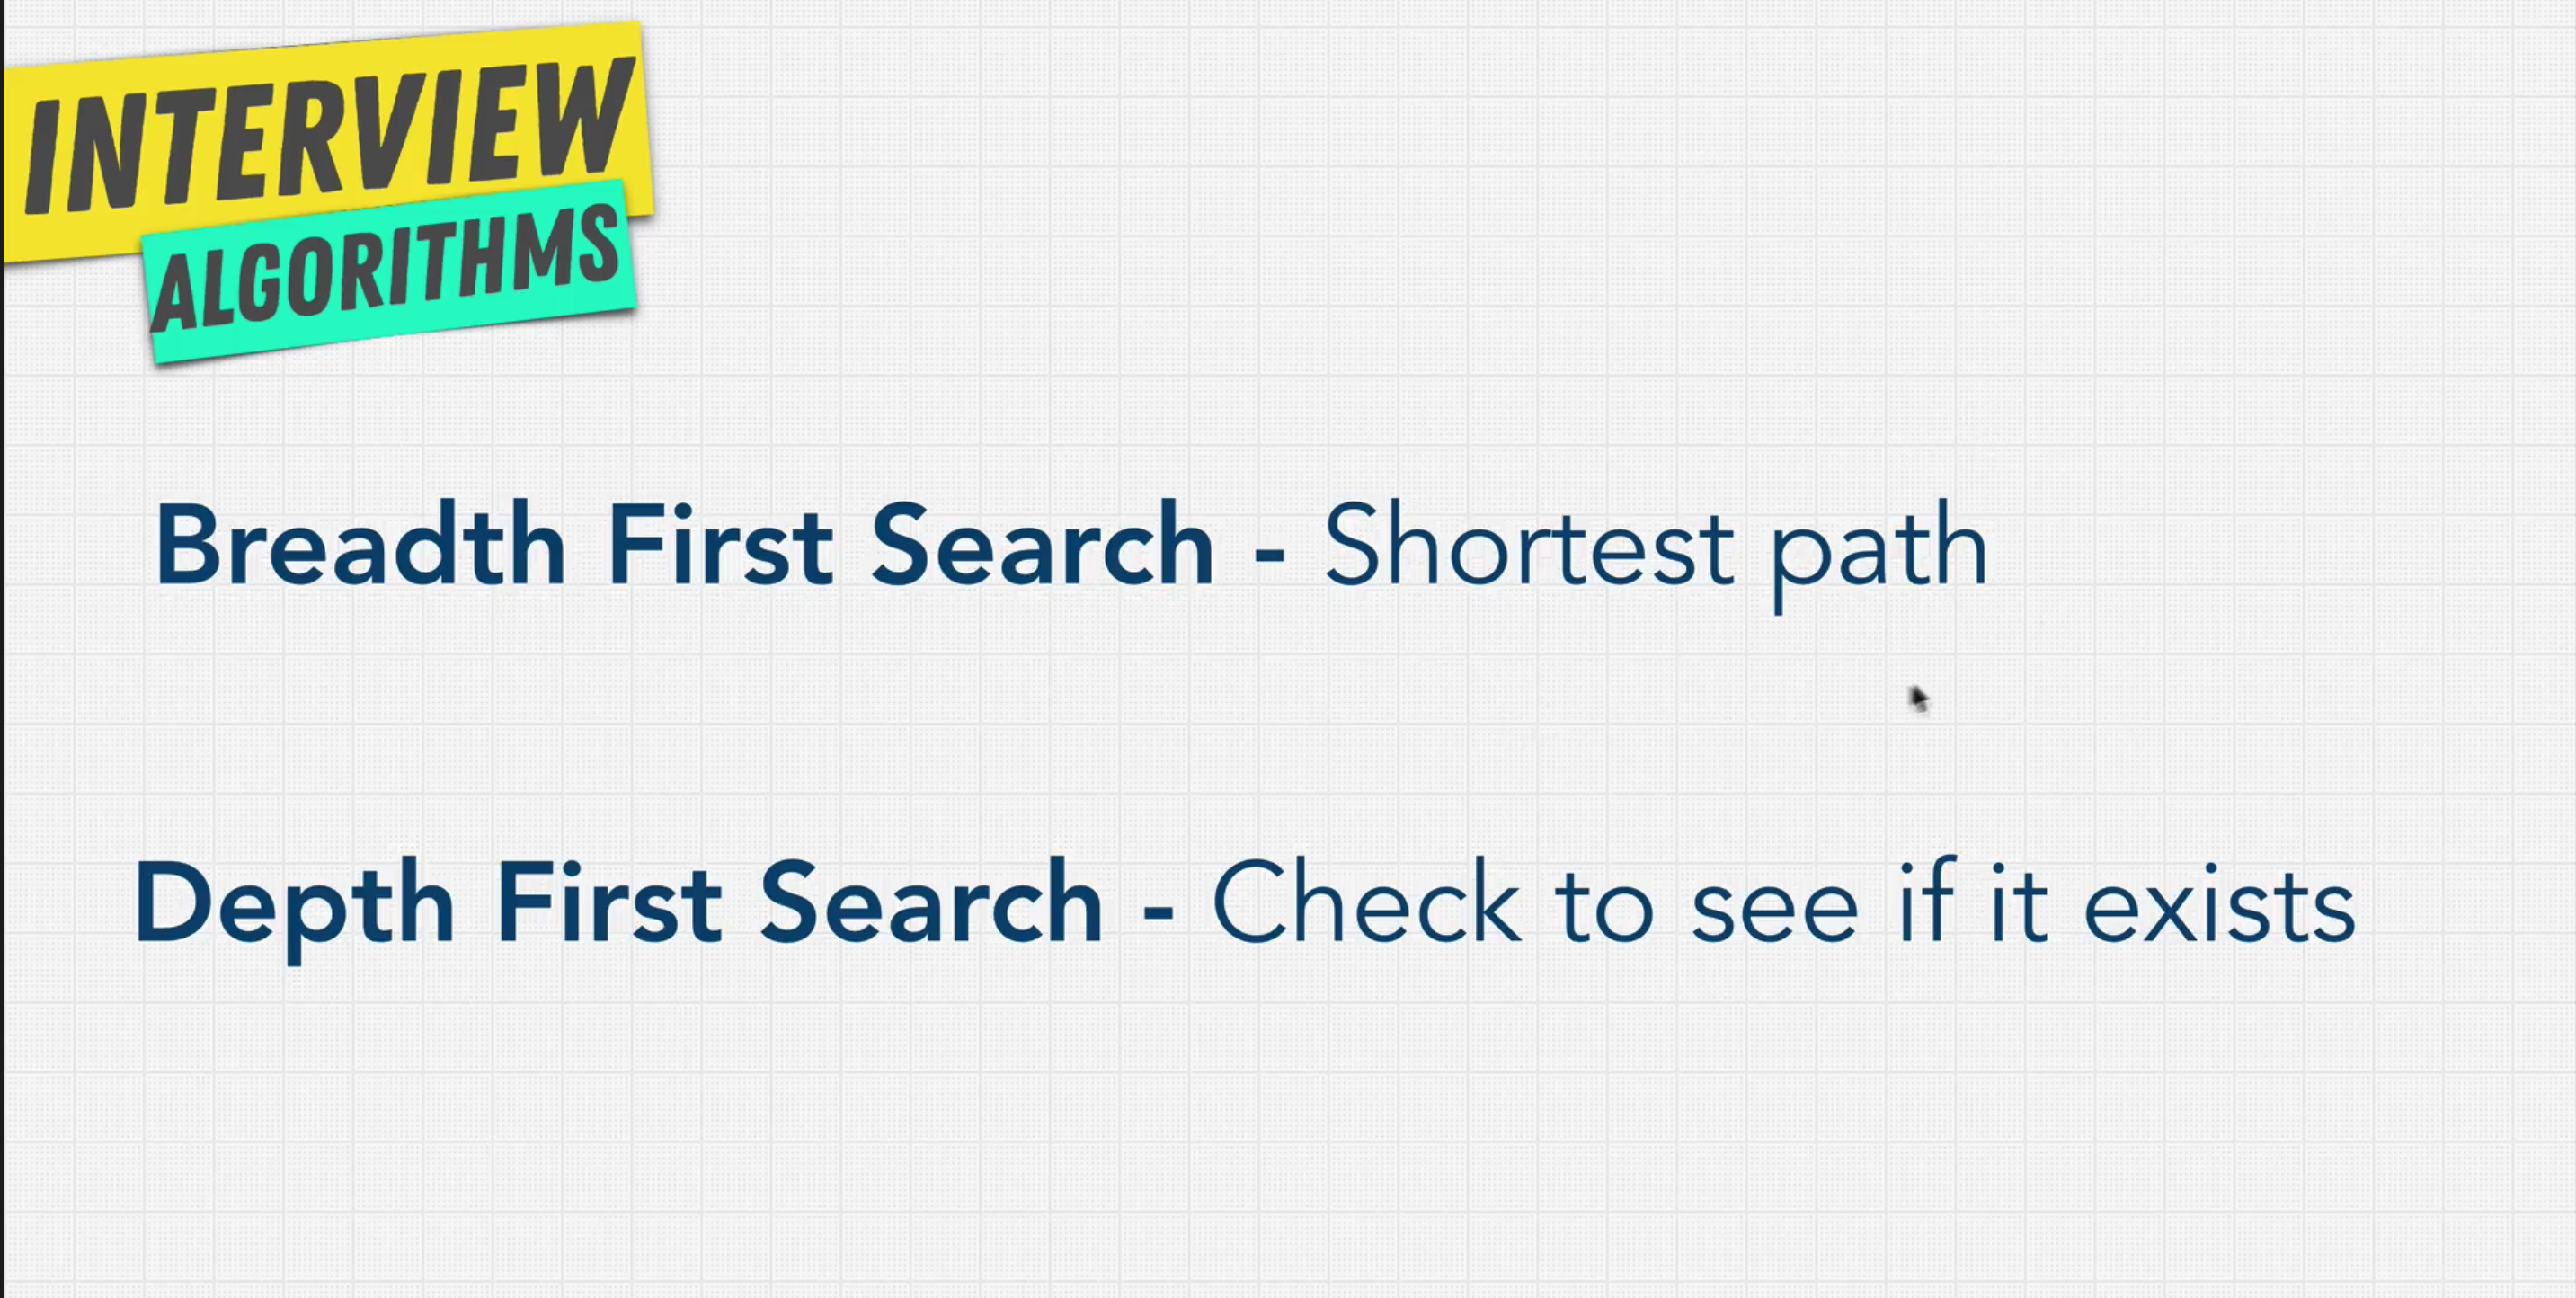 INTERVIEW
ALGORITHMS
Breadth First Search - Shortest path
Depth First Search - Check to see if it exists